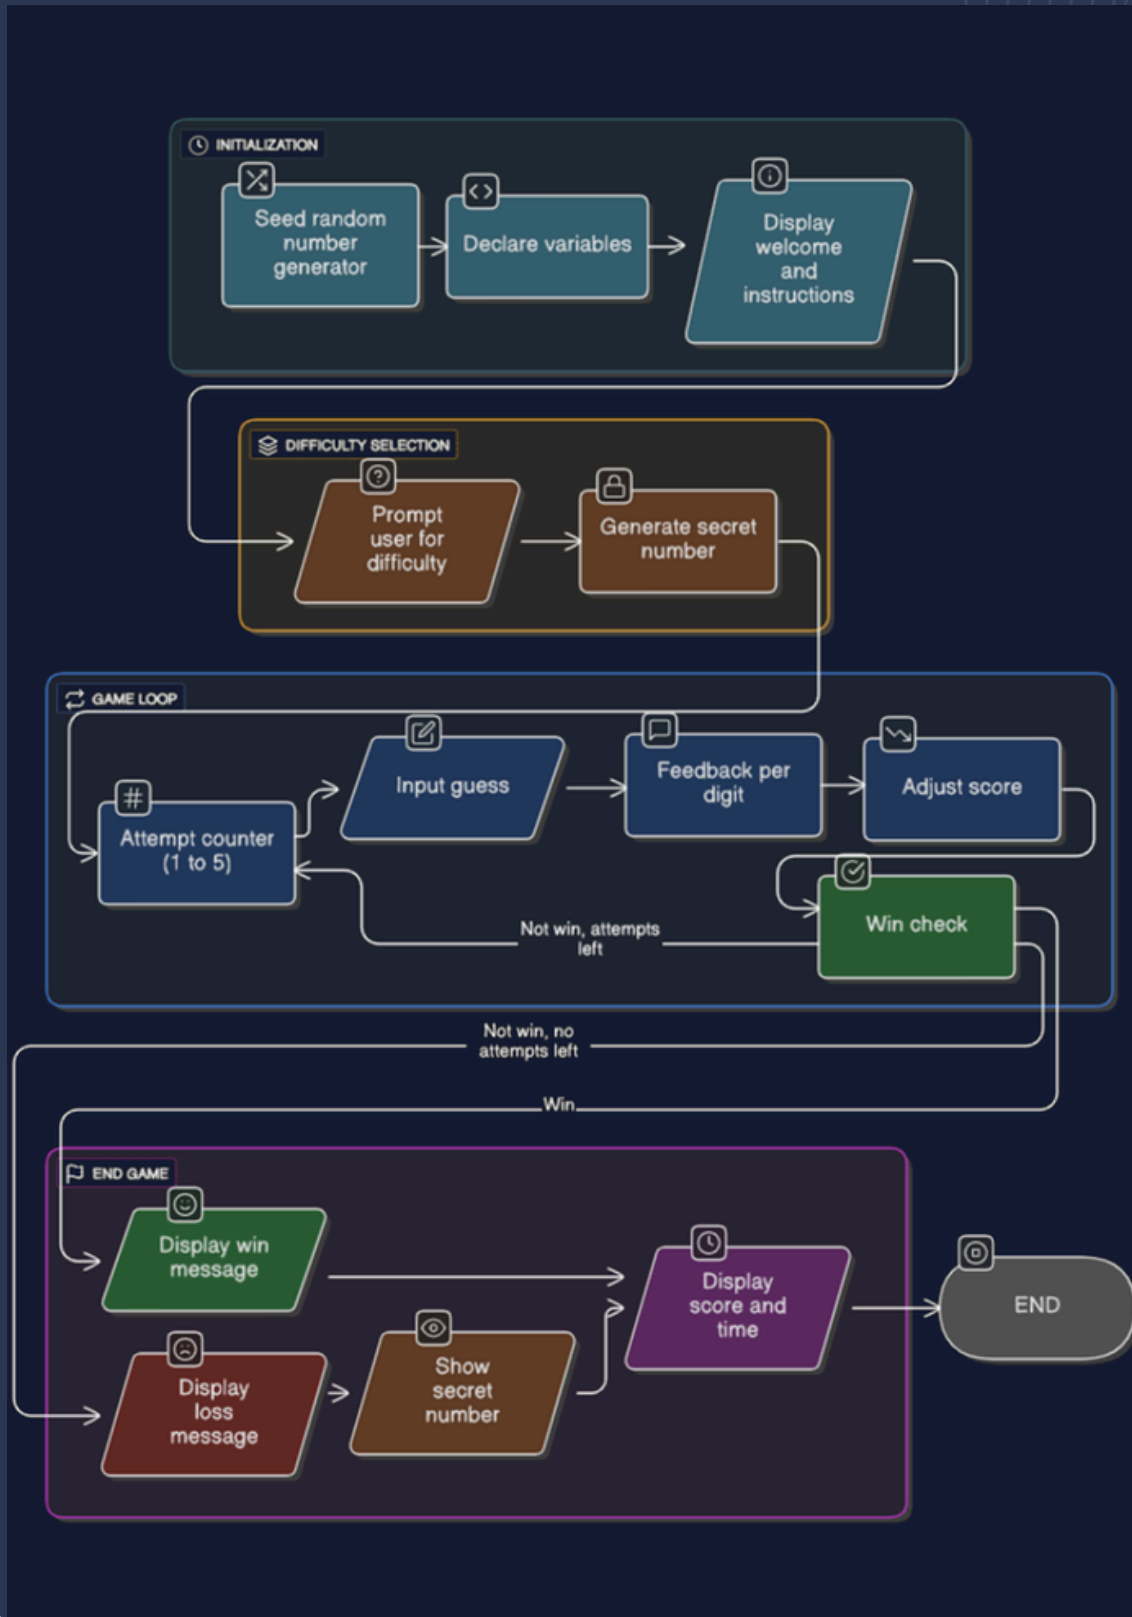 INITIALIZATION
Seed random
number
generator
Declare variables
Display
welcome
and
instructions
DIFFICULTY SELECTION
Prompt
user for
difficulty
Generate secret
number
GAME LOOP
Attempt counter
(1 to 5)
Input guess
Feedback per
digit
Adjust score
Win check
Not win, attempts
left
Not win, no
attempts left
Win
END GAME
Display win
message
Display
loss
message
Show
secret
number
Display
score and
time
END